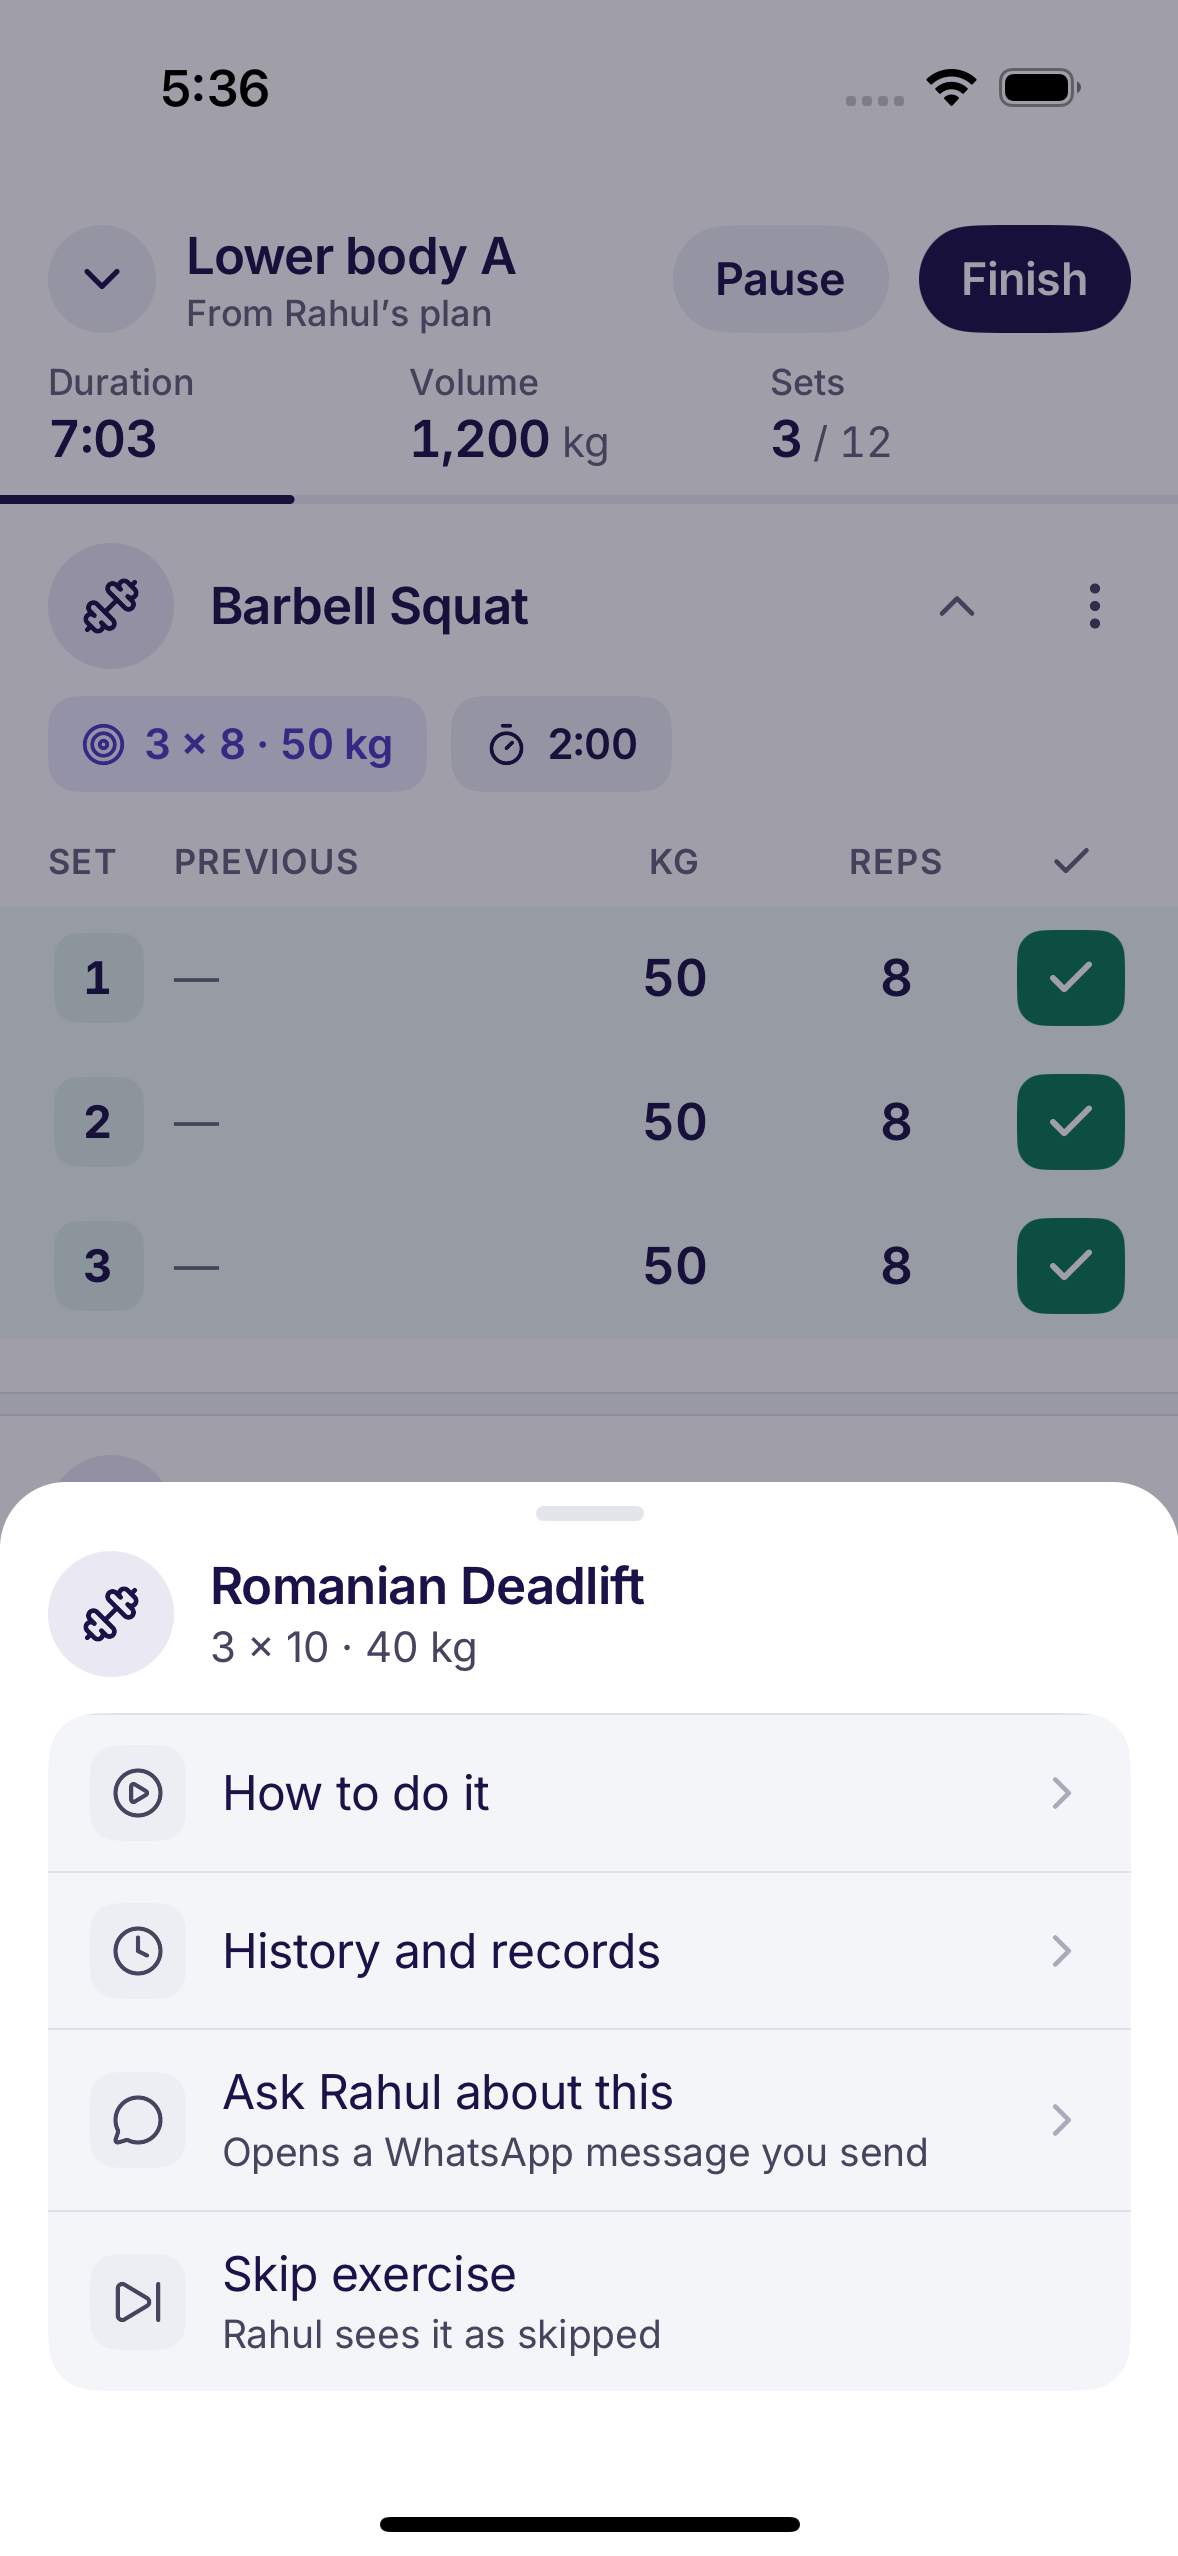 5:36
Lower body A
From Rahul’s plan
Pause
Finish
Duration
Volume
Sets
7:03
1,200 kg
3 / 12
Barbell Squat
3 × 8 · 50 kg
2:00
SET PREVIOUS KG REPS
1 — 50 8
2 — 50 8
3 — 50 8
Romanian Deadlift
3 × 10 · 40 kg
How to do it
History and records
Ask Rahul about this
Opens a WhatsApp message you send
Skip exercise
Rahul sees it as skipped